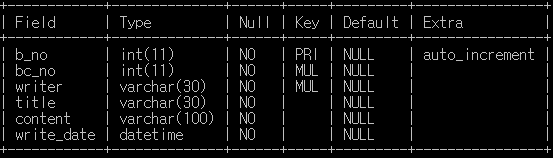 +------------+--------------+------+-----+---------+----------------+
| Field      | Type         | Null | Key | Default | Extra          |
+------------+--------------+------+-----+---------+----------------+
| b_no       | int(11)      | NO   | PRI | NULL    | auto_increment |
| bc_no      | int(11)      | NO   | MUL | NULL    |                |
| writer     | varchar(30)  | NO   | MUL | NULL    |                |
| title      | varchar(30)  | NO   |     | NULL    |                |
| content    | varchar(100) | NO   |     | NULL    |                |
| write_date | datetime     | NO   |     | NULL    |                |
+------------+--------------+------+-----+---------+----------------+